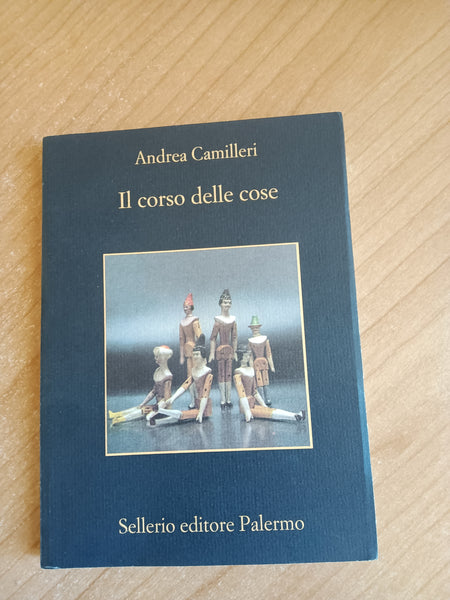 Andrea Camilleri
Il corso delle cose
Sellerio editore Palermo